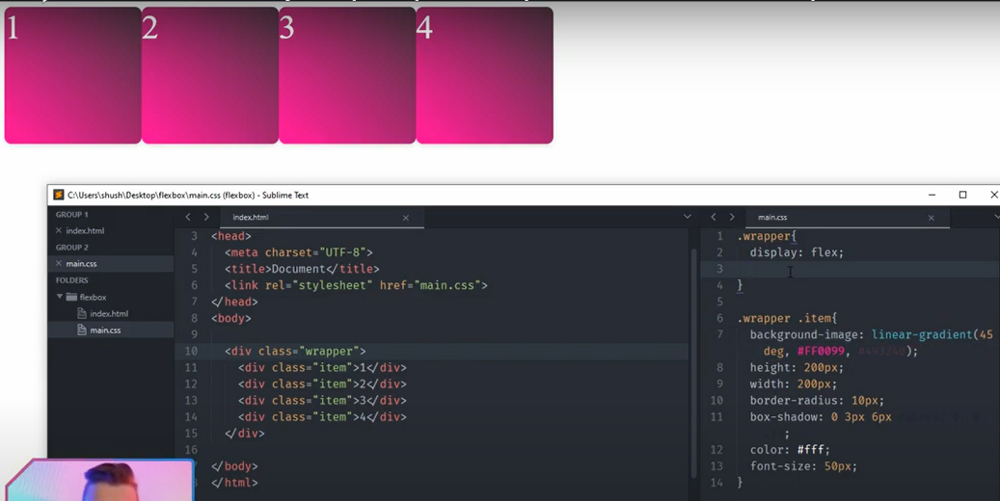 1
2
3
4
C:\Users\shush\Desktop\flexbox\main.css (flexbox) - Sublime Text
GROUP 1
index.html
GROUP 2
main.css
FOLDERS
flexbox
index.html
main.css
index.html
3 <head>
4 <meta charset="UTF-8">
5 <title>Document</title>
6 <link rel="stylesheet" href="main.css">
7 </head>
8 <body>
9
10 <div class="wrapper">
11 <div class="item">1</div>
12 <div class="item">2</div>
13 <div class="item">3</div>
14 <div class="item">4</div>
15 </div>
16
</body>
</html>
main.css
1 .wrapper{
2 display: flex;
3
4 }
5
6 .wrapper .item{
7 background-image: linear-gradient(45
deg, #FF0099, );
8 height: 200px;
9 width: 200px;
10 border-radius: 10px;
11 box-shadow: 0 3px 6px
;
12 color: #fff;
13 font-size: 50px;
14 }